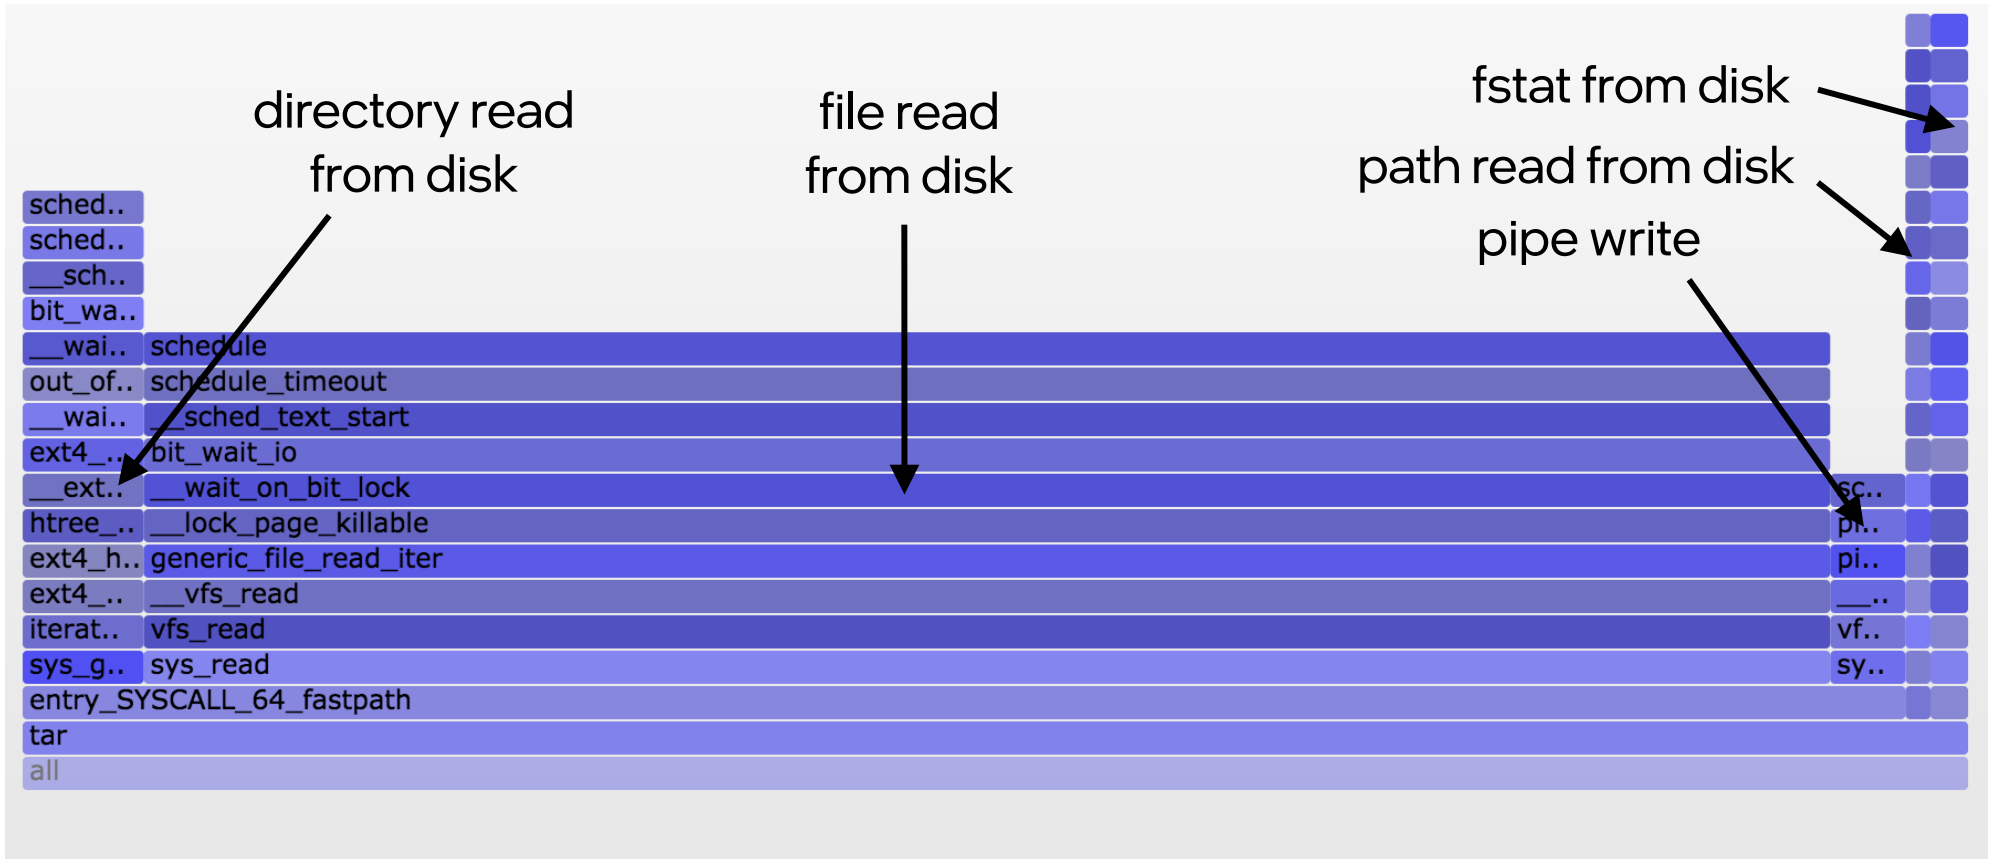 directory read
from disk
file read
from disk
fstat from disk
path read from disk
pipe write
sched..
sched..
__sch..
bit_wa..
__wai.. schedule
out_of.. schedule_timeout
__wai.. __sched_text_start
ext4_.. bit_wait_io
__ext.. __wait_on_bit_lock sc..
htree_.. __lock_page_killable pi..
ext4_h.. generic_file_read_iter pi..
ext4_.. __vfs_read __..
iterat.. vfs_read vf..
sys_g.. sys_read sy..
entry_SYSCALL_64_fastpath
tar
all